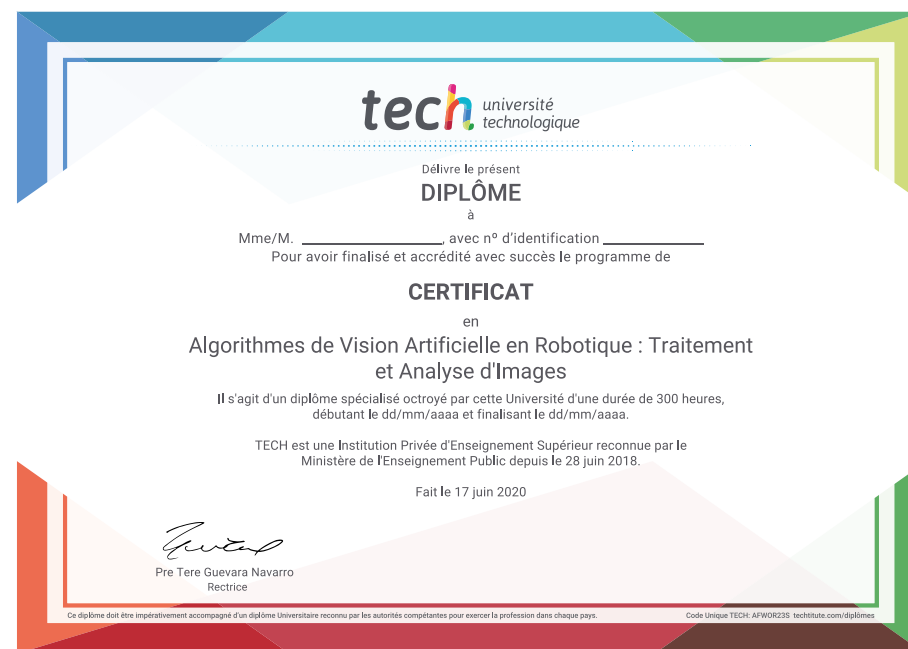 tech université
technologique
Délivre le présent
DIPLÔME
à
Mme/M. ____________________, avec nº d'identification ______________
Pour avoir finalisé et accrédité avec succès le programme de
CERTIFICAT
en
Algorithmes de Vision Artificielle en Robotique : Traitement
et Analyse d'Images
Il s'agit d'un diplôme spécialisé octroyé par cette Université d'une durée de 300 heures,
débutant le dd/mm/aaaa et finalisant le dd/mm/aaaa.
TECH est une Institution Privée d'Enseignement Supérieur reconnue par le
Ministère de l'Enseignement Public depuis le 28 juin 2018.
Fait le 17 juin 2020
Pre Tere Guevara Navarro
Rectrice
Ce diplôme doit être impérativement accompagné d'un diplôme Universitaire reconnu par les autorités compétentes pour exercer la profession dans chaque pays.
Code Unique TECH: AFWOR23S techtitute.com/diplômes